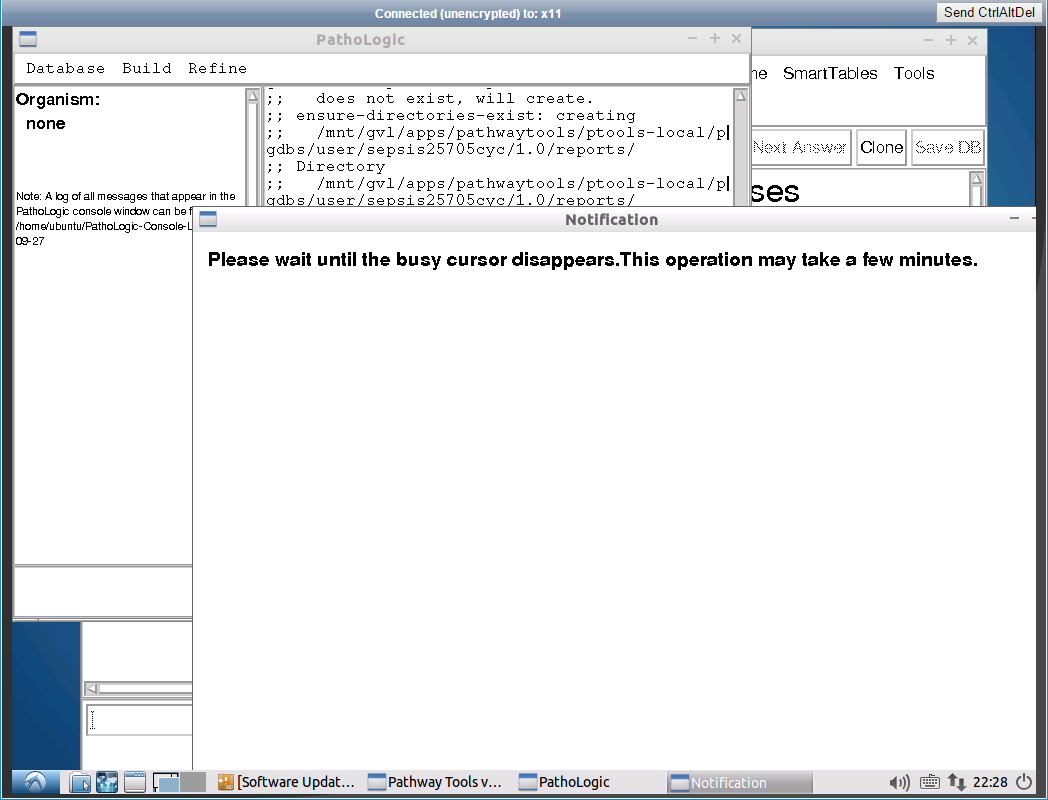 Connected (unencrypted) to: x11
Send CtrlAltDel
PathoLogic
Database Build Refine
SmartTables Tools
Organism:
none
;; does not exist, will create.
;; ensure-directories-exist: creating
;; /mnt/gvl/apps/pathwaytools/ptools-local/p
gdbs/user/sepsis25705cyc/1.0/reports/
;; Directory
;; /mnt/gvl/apps/pathwaytools/ptools-local/p
gdbs/user/sepsis25705cyc/1.0/reports/
Next Answer
Clone
Save DB
Note: A log of all messages that appear in the
PathoLogic console window can be
/home/ubuntu/PathoLogic-Console-L
09-27
Notification
Please wait until the busy cursor disappears.This operation may take a few minutes.
[Software Updat...
Pathway Tools v...
PathoLogic
Notification
22:28